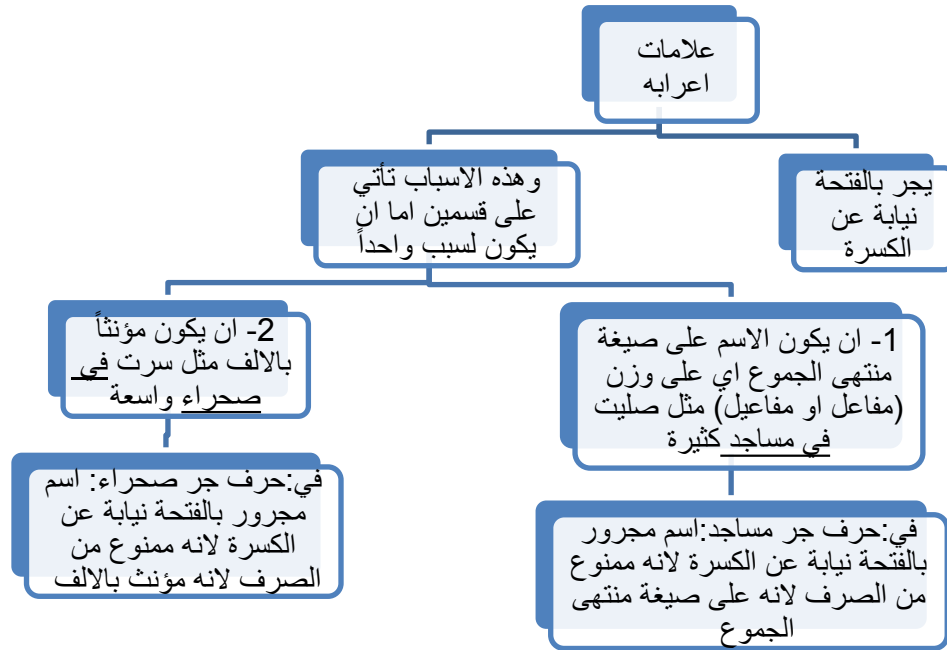 علامات
اعرابه
يجر بالفتحة
نيابة عن
الكسرة
وهذه الاسباب تأتي
على قسمين اما ان
يكون لسبب واحداً
1- ان يكون الاسم على صيغة
منتهى الجموع اي على وزن
(مفاعل او مفاعيل) مثل صليت
في مساجد كثيرة
2- ان يكون مؤنثاً
بالالف مثل سرت في
صحراء واسعة
في:حرف جر مساجد:اسم مجرور
بالفتحة نيابة عن الكسرة لانه ممنوع
من الصرف لانه على صيغة منتهى
الجموع
في:حرف جر صحراء: اسم
مجرور بالفتحة نيابة عن
الكسرة لانه ممنوع من
الصرف لانه مؤنث بالالف